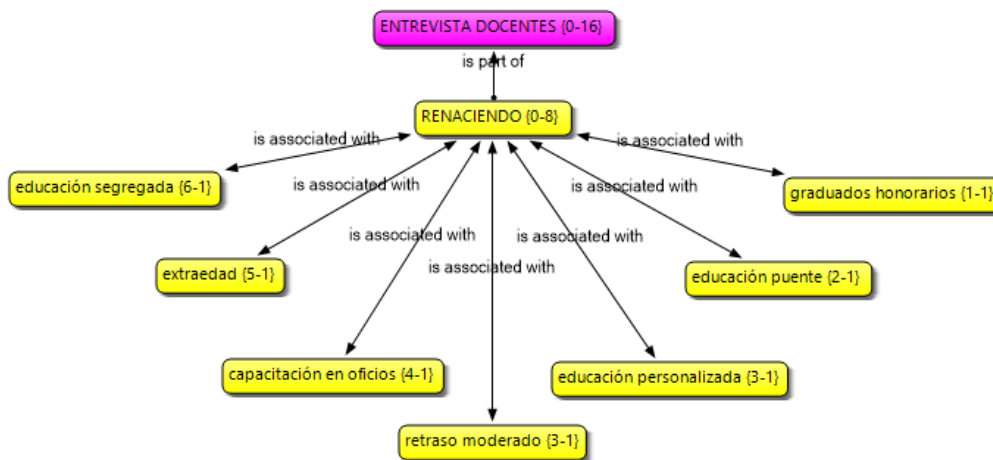 ENTREVISTA DOCENTES {0-16}
is part of
RENACIENDO {0-8}
is associated with
is associated with
educación segregada {6-1}
is associated with
is associated with
graduados honorarios {1-1}
is associated with
is associated with
is associated with
extraedad {5-1}
educación puente {2-1}
capacitación en oficios {4-1}
educación personalizada {3-1}
retraso moderado {3-1}